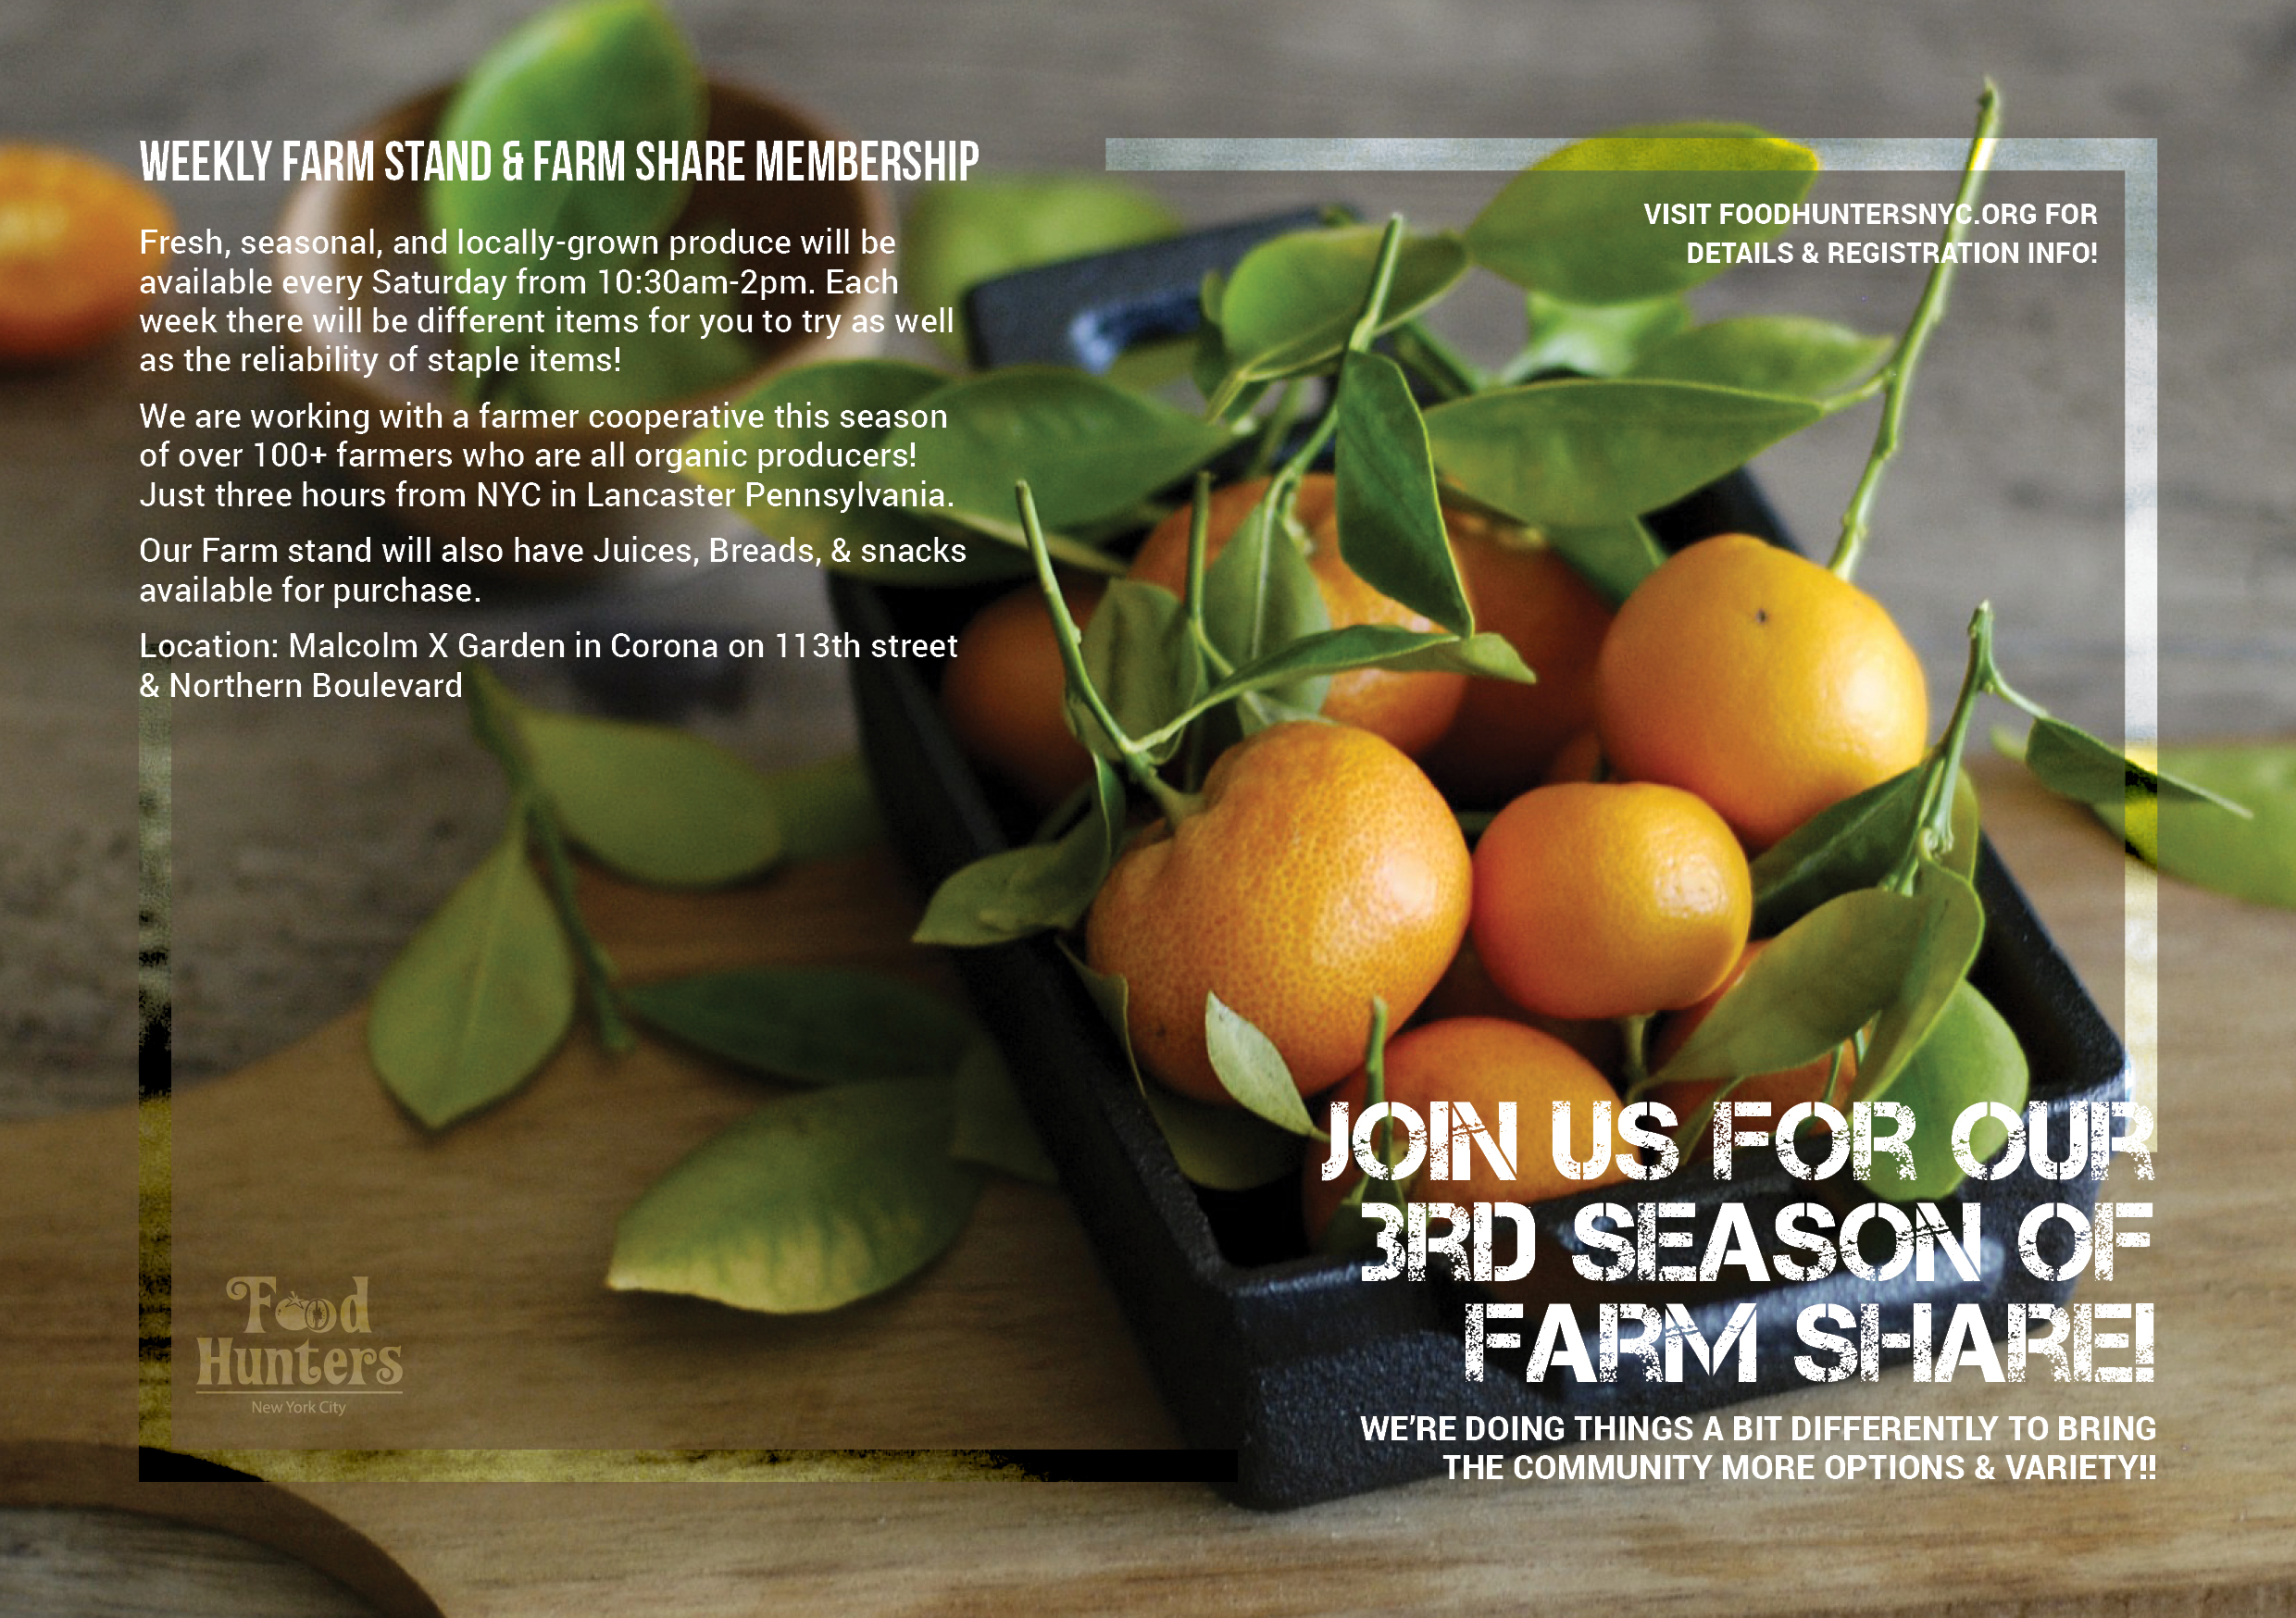 WEEKLY FARM STAND & FARM SHARE MEMBERSHIP
Fresh, seasonal, and locally-grown produce will be
available every Saturday from 10:30am-2pm. Each
week there will be different items for you to try as well
as the reliability of staple items!
We are working with a farmer cooperative this season
of over 100+ farmers who are all organic producers!
Just three hours from NYC in Lancaster Pennsylvania.
Our Farm stand will also have Juices, Breads, & snacks
available for purchase.
Location: Malcolm X Garden in Corona on 113th street
& Northern Boulevard
VISIT FOODHUNTERSNYC.ORG FOR
DETAILS & REGISTRATION INFO!
JOIN US FOR OUR
3RD SEASON OF
FARM SHARE!
WE'RE DOING THINGS A BIT DIFFERENTLY TO BRING
THE COMMUNITY MORE OPTIONS & VARIETY!!
Food
Hunters
New York City